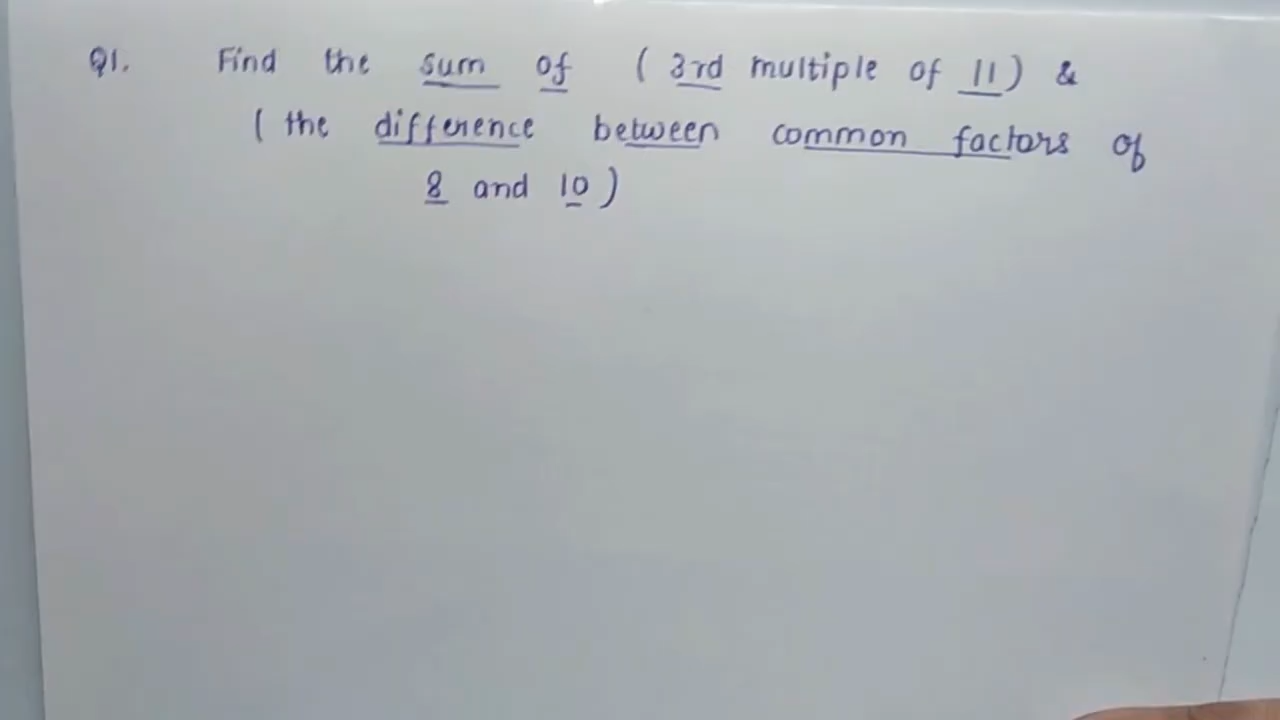 Q1. Find the sum of ( 3rd multiple of 11 ) &
( the difference between common factors of
8 and 10 )